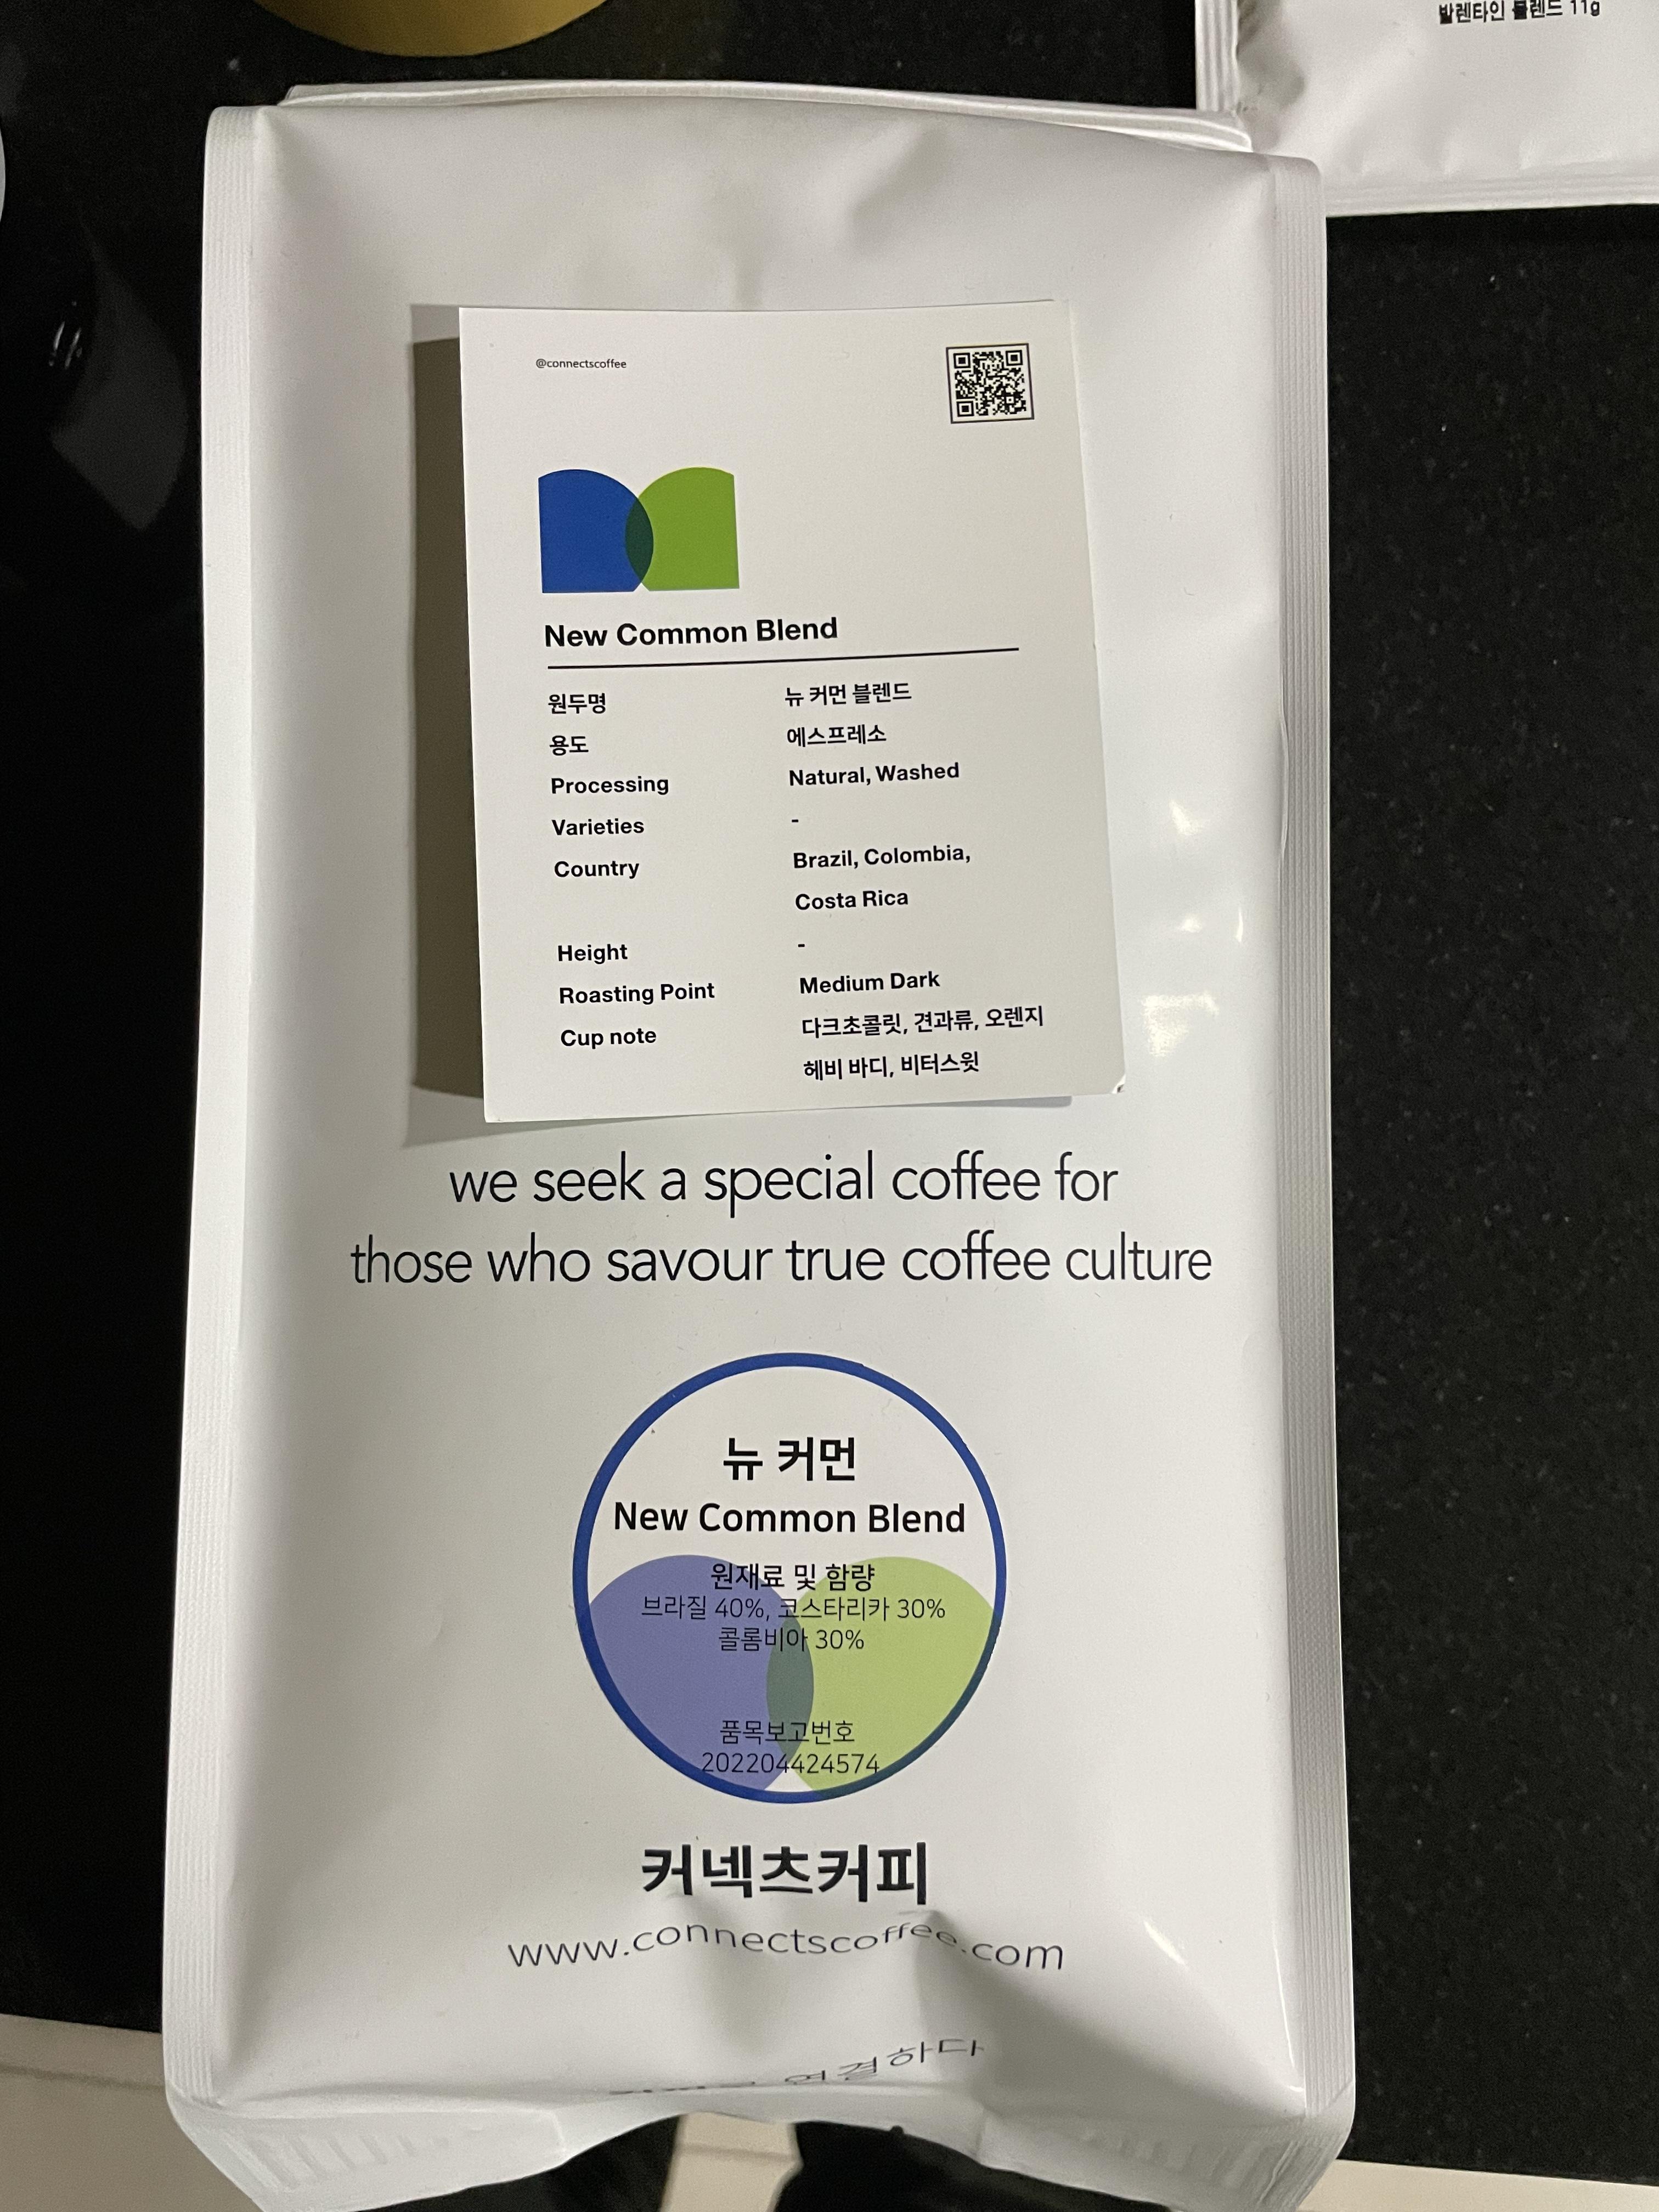 발렌타인 블렌드 11g
@connectscoffee
New Common Blend
원두명 뉴 커먼 블렌드
용도 에스프레소
Processing Natural, Washed
Varieties -
Country Brazil, Colombia,
Costa Rica
Height -
Roasting Point Medium Dark
Cup note 다크초콜릿, 견과류, 오렌지
헤비 바디, 비터스윗
we seek a special coffee for
those who savour true coffee culture
뉴 커먼
New Common Blend
원재료 및 함량
브라질 40%, 코스타리카 30%
콜롬비아 30%
품목보고번호
202204424574
커넥츠커피
www.connectscoffee.com
연결하다